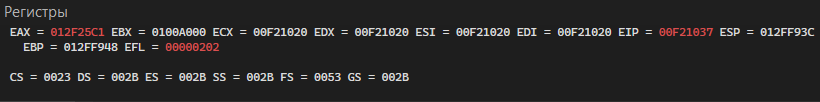 Регистры
EAX = 012F25C1 EBX = 0100A000 ECX = 00F21020 EDX = 00F21020 ESI = 00F21020 EDI = 00F21020 EIP = 00F21037 ESP = 012FF93C
EBP = 012FF948 EFL = 00000202
CS = 0023 DS = 002B ES = 002B SS = 002B FS = 0053 GS = 002B